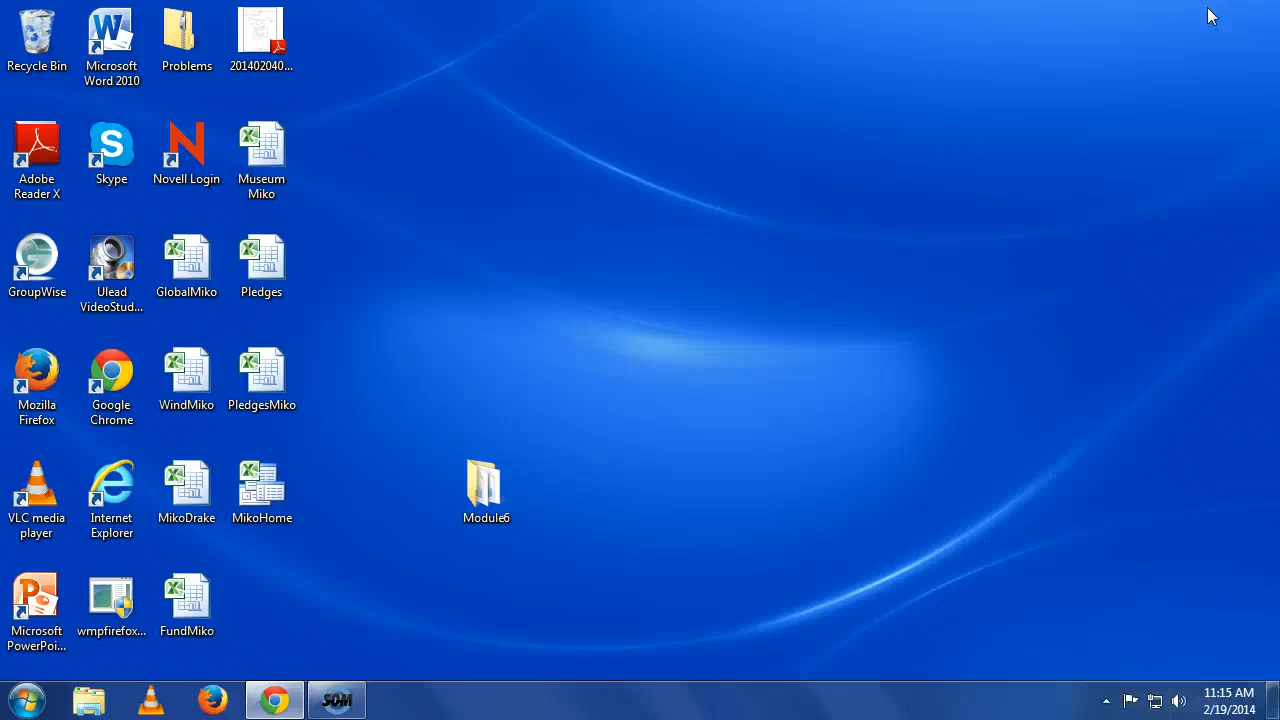 Recycle Bin
Microsoft
Word 2010
Problems
201402040...
Adobe
Reader X
Skype
Novell Login
Museum
Miko
GroupWise
Ulead
VideoStud...
GlobalMiko
Pledges
Mozilla
Firefox
Google
Chrome
WindMiko
PledgesMiko
VLC media
player
Internet
Explorer
MikoDrake
MikoHome
Module6
Microsoft
PowerPoi...
wmpfirefox...
FundMiko
SOM
11:15 AM
2/19/2014